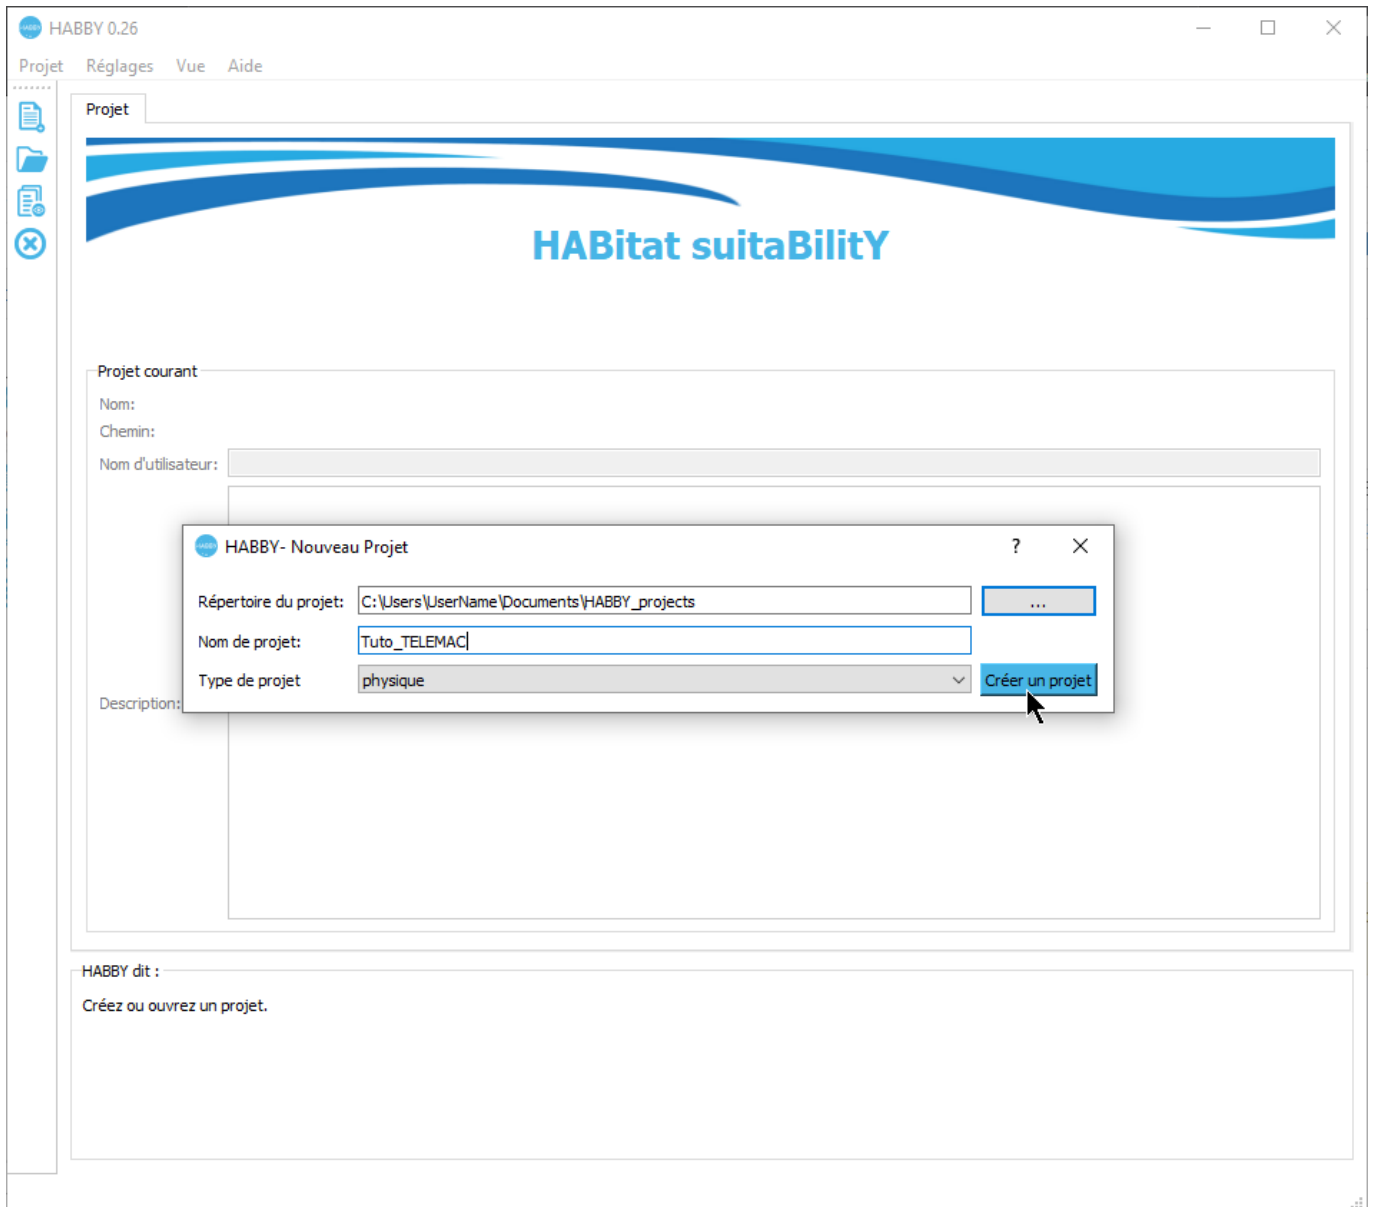 HABBY 0.26
Projet Réglages Vue Aide
Projet
HABitat suitaBilitY
Projet courant
Nom:
Chemin:
Nom d'utilisateur:
HABBY- Nouveau Projet ?
Répertoire du projet: C:\Users\UserName\Documents\HABBY_projects ...
Nom de projet: Tuto_TELEMAC
Type de projet physique Créer un projet
Description:
HABBY dit :
Créez ou ouvrez un projet.